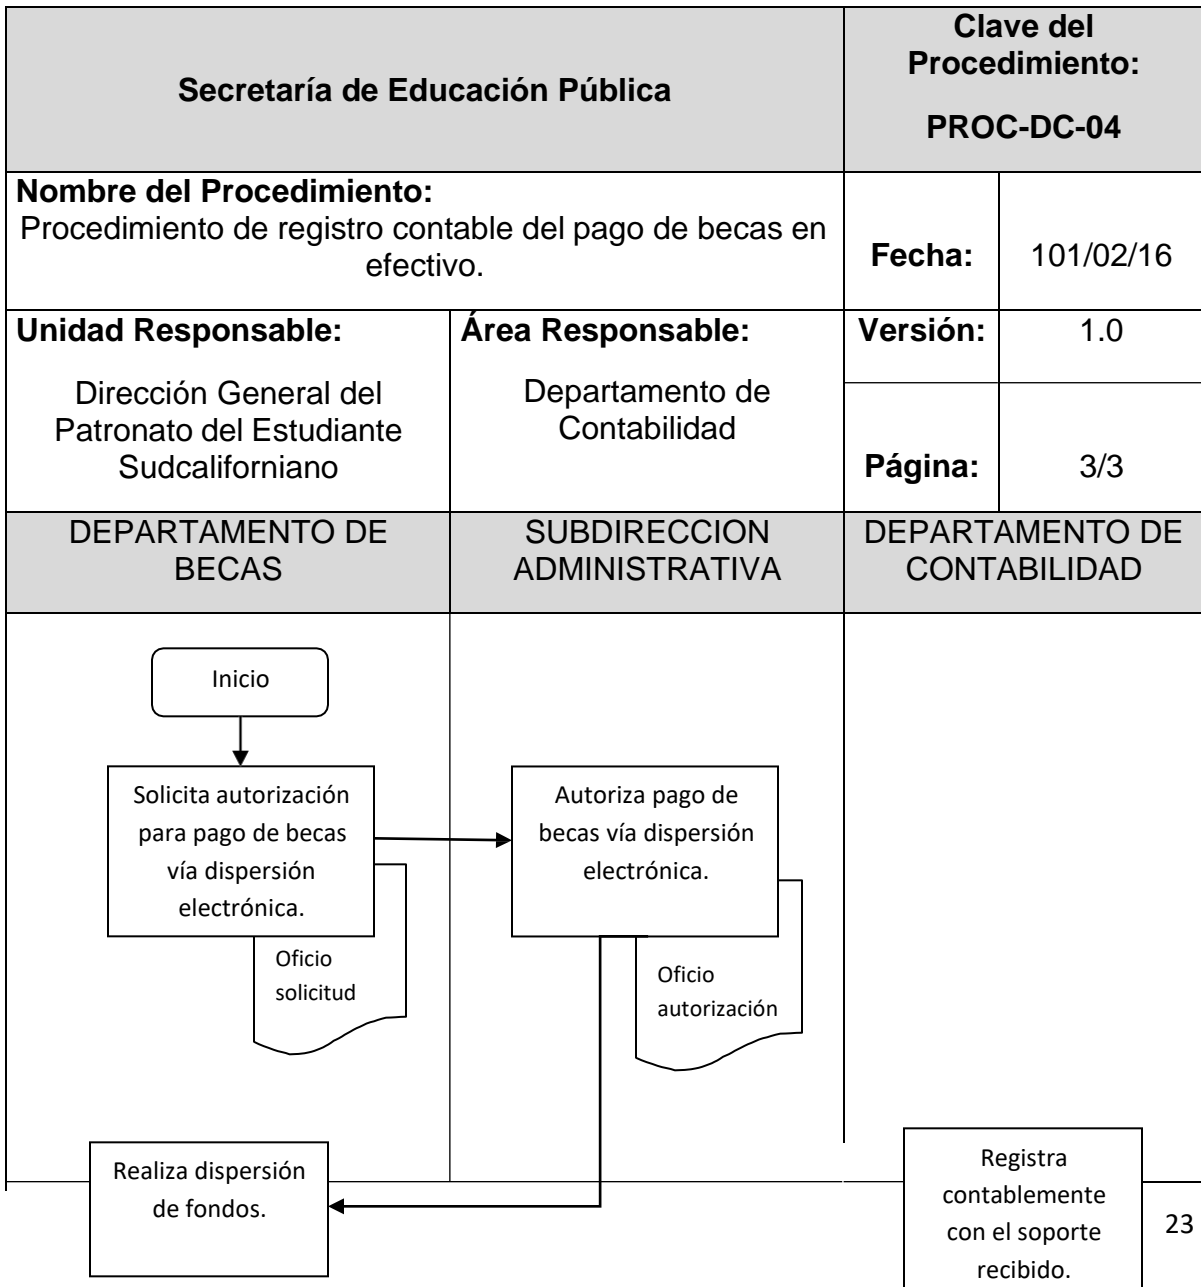 Secretaría de Educación Pública
Clave del
Procedimiento:
PROC-DC-04
Nombre del Procedimiento:
Procedimiento de registro contable del pago de becas en
efectivo.
Fecha:
101/02/16
Unidad Responsable:
Dirección General del
Patronato del Estudiante
Sudcaliforniano
Área Responsable:
Departamento de
Contabilidad
Versión:
1.0
Página:
3/3
DEPARTAMENTO DE
BECAS
SUBDIRECCION
ADMINISTRATIVA
DEPARTAMENTO DE
CONTABILIDAD
Inicio
Solicita autorización
para pago de becas
vía dispersión
electrónica.
Oficio
solicitud
Autoriza pago de
becas vía dispersión
electrónica.
Oficio
autorización
Realiza dispersión
de fondos.
Registra
contablemente
con el soporte
recibido.
23